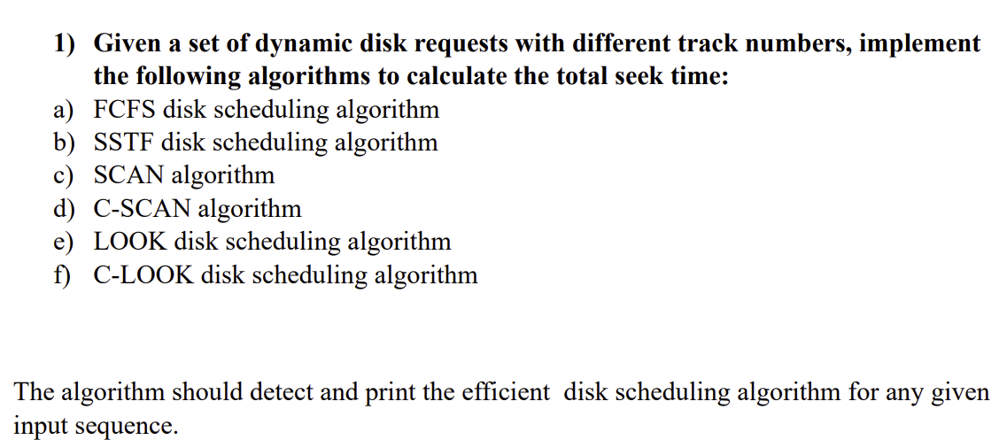 1) Given a set of dynamic disk requests with different track numbers, implement
the following algorithms to calculate the total seek time:
a) FCFS disk scheduling algorithm
b) SSTF disk scheduling algorithm
c) SCAN algorithm
d) C-SCAN algorithm
e) LOOK disk scheduling algorithm
f) C-LOOK disk scheduling algorithm
The algorithm should detect and print the efficient  disk scheduling algorithm for any given
input sequence.